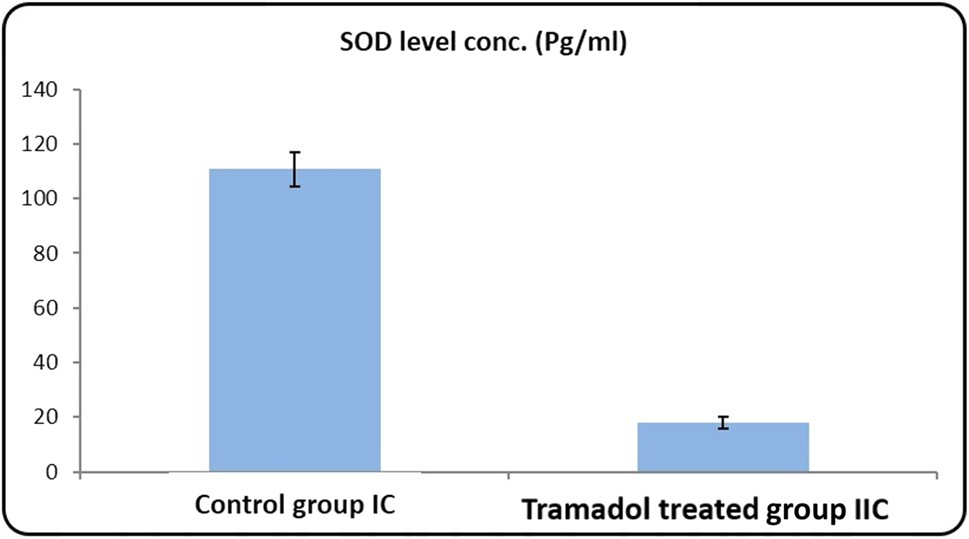 SOD level conc. (Pg/ml)
140
120
100
80
60
40
20
0
Control group IC
Tramadol treated group IIC